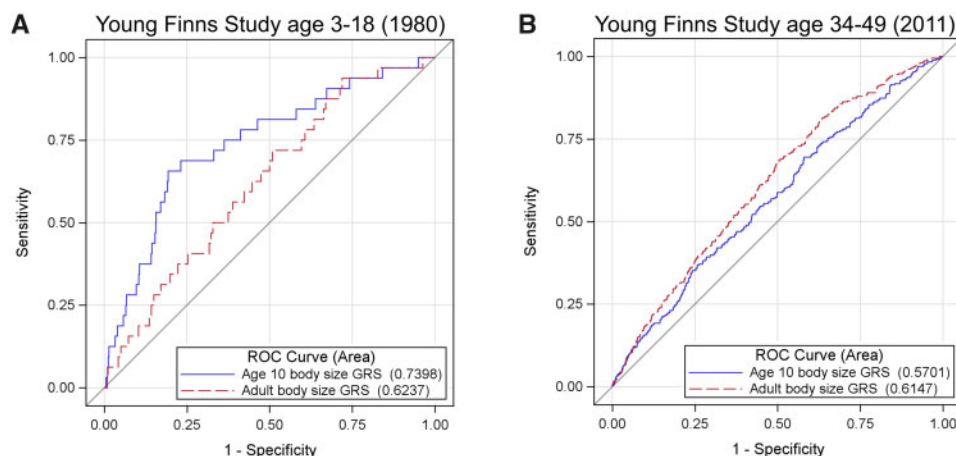 A
Young Finns Study age 3-18 (1980)
1.00
0.75
0.50
0.25
0.00
Sensitivity
ROC Curve (Area)
Age 10 body size GRS (0.7398)
Adult body size GRS (0.6237)
0.00 0.25 0.50 0.75 1.00
1 - Specificity
B
Young Finns Study age 34-49 (2011)
1.00
0.75
0.50
0.25
0.00
Sensitivity
ROC Curve (Area)
Age 10 body size GRS (0.5701)
Adult body size GRS (0.6147)
0.00 0.25 0.50 0.75 1.00
1 - Specificity